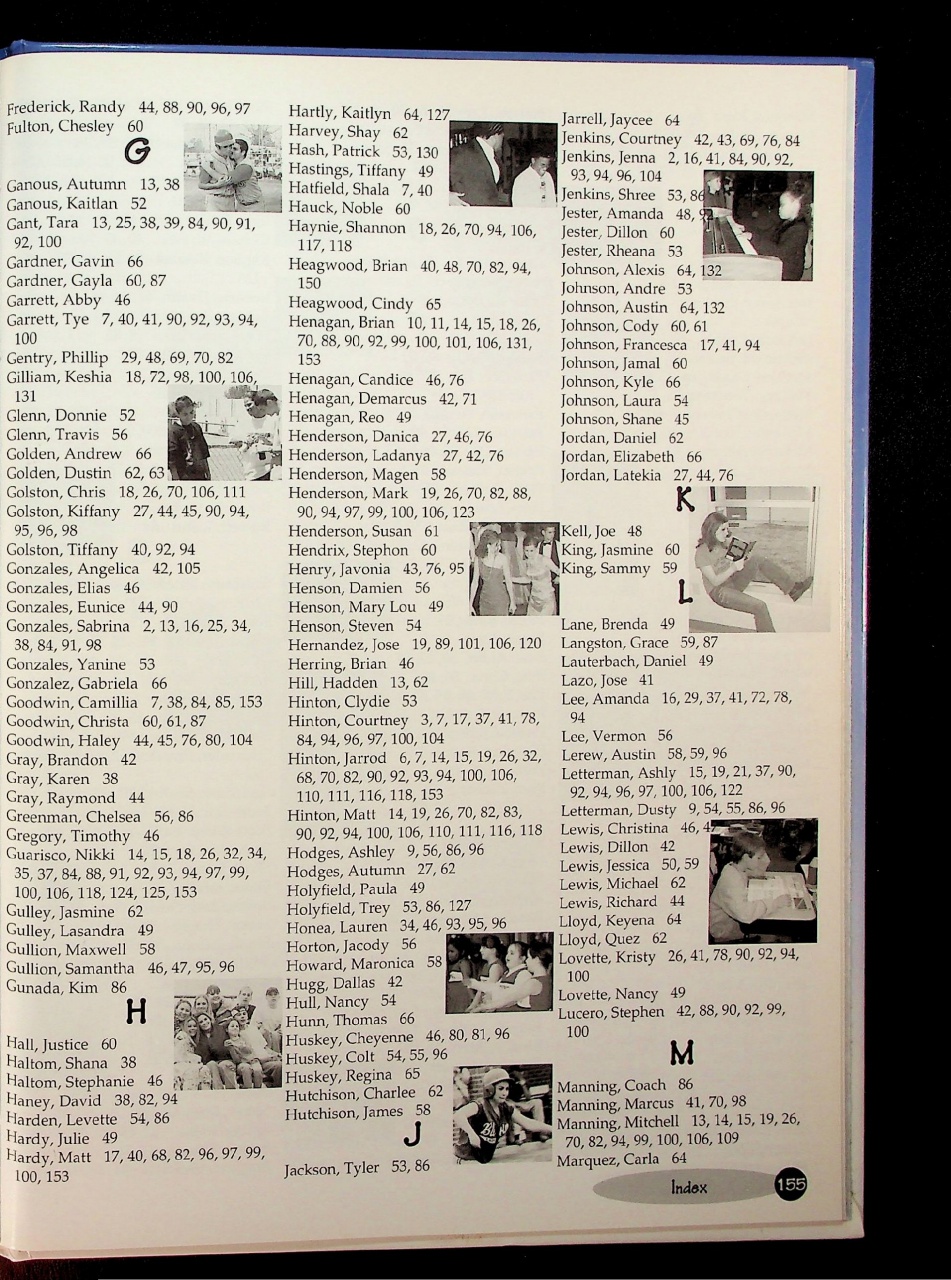 Frederick, Randy 44, 88, 90, 96, 97
Fulton, Chesley 60
G
Ganous, Autumn 13, 38
Ganous, Kaitlan 52
Gant, Tara 13, 25, 38, 39, 84, 90, 91,
92, 100
Gardner, Gavin 66
Gardner, Gayla 60, 87
Garrett, Abby 46
Garrett, Tye 7, 40, 41, 90, 92, 93, 94,
100
Gentry, Phillip 29, 48, 69, 70, 82
Gilliam, Keshia 18, 72, 98, 100, 106,
131
Glenn, Donnie 52
Glenn, Travis 56
Golden, Andrew 66
Golden, Dustin 62, 63
Golston, Chris 18, 26, 70, 106, 111
Golston, Kiffany 27, 44, 45, 90, 94,
95, 96, 98
Golston, Tiffany 40, 92, 94
Gonzales, Angelica 42, 105
Gonzales, Elias 46
Gonzales, Eunice 44, 90
Gonzales, Sabrina 2, 13, 16, 25, 34,
38, 84, 91, 98
Gonzales, Yanine 53
Gonzalez, Gabriela 66
Goodwin, Camillia 7, 38, 84, 85, 153
Goodwin, Christa 60, 61, 87
Goodwin, Haley 44, 45, 76, 80, 104
Gray, Brandon 42
Gray, Karen 38
Gray, Raymond 44
Greenman, Chelsea 56, 86
Gregory, Timothy 46
Guarisco, Nikki 14, 15, 18, 26, 32, 34,
35, 37, 84, 88, 91, 92, 93, 94, 97, 99,
100, 106, 118, 124, 125, 153
Gulley, Jasmine 62
Gulley, Lasandra 49
Gullion, Maxwell 58
Gullion, Samantha 46, 47, 95, 96
Gunada, Kim 86
H
Hall, Justice 60
Haltom, Shana 38
Haltom, Stephanie 46
Haney, David 38, 82, 94
Harden, Levette 54, 86
Hardy, Julie 49
Hardy, Matt 17, 40, 68, 82, 96, 97, 99,
100, 153
Hartly, Kaitlyn 64, 127
Harvey, Shay 62
Hash, Patrick 53, 130
Hastings, Tiffany 49
Hatfield, Shala 7, 40
Hauck, Noble 60
Haynie, Shannon 18, 26, 70, 94, 106,
117, 118
Heagwood, Brian 40, 48, 70, 82, 94,
150
Heagwood, Cindy 65
Henagan, Brian 10, 11, 14, 15, 18, 26,
70, 88, 90, 92, 99, 100, 101, 106, 131,
153
Henagan, Candice 46, 76
Henagan, Demarcus 42, 71
Henagan, Reo 49
Henderson, Danica 27, 46, 76
Henderson, Ladanya 27, 42, 76
Henderson, Magen 58
Henderson, Mark 19, 26, 70, 82, 88,
90, 94, 97, 99, 100, 106, 123
Henderson, Susan 61
Hendrix, Stephon 60
Henry, Javonia 43, 76, 95
Henson, Damien 56
Henson, Mary Lou 49
Henson, Steven 54
Hernandez, Jose 19, 89, 101, 106, 120
Herring, Brian 46
Hill, Hadden 13, 62
Hinton, Clydie 53
Hinton, Courtney 3, 7, 17, 37, 41, 78,
84, 94, 96, 97, 100, 104
Hinton, Jarrod 6, 7, 14, 15, 19, 26, 32,
68, 70, 82, 90, 92, 93, 94, 100, 106,
110, 111, 116, 118, 153
Hinton, Matt 14, 19, 26, 70, 82, 83,
90, 92, 94, 100, 106, 110, 111, 116, 118
Hodges, Ashley 9, 56, 86, 96
Hodges, Autumn 27, 62
Holyfield, Paula 49
Holyfield, Trey 53, 86, 127
Honea, Lauren 34, 46, 93, 95, 96
Horton, Jacody 56
Howard, Maronica 58
Hugg, Dallas 42
Hull, Nancy 54
Hunn, Thomas 66
Huskey, Cheyenne 46, 80, 81, 96
Huskey, Colt 54, 55, 96
Huskey, Regina 65
Hutchison, Charlee 62
Hutchison, James 58
J
Jackson, Tyler 53, 86
Jarrell, Jaycee 64
Jenkins, Courtney 42, 43, 69, 76, 84
Jenkins, Jenna 2, 16, 41, 84, 90, 92,
93, 94, 96, 104
Jenkins, Shree 53, 86
Jester, Amanda 48,
Jester, Dillon 60
Jester, Rheana 53
Johnson, Alexis 64, 132
Johnson, Andre 53
Johnson, Austin 64, 132
Johnson, Cody 60, 61
Johnson, Francesca 17, 41, 94
Johnson, Jamal 60
Johnson, Kyle 66
Johnson, Laura 54
Johnson, Shane 45
Jordan, Daniel 62
Jordan, Elizabeth 66
Jordan, Latekia 27, 44, 76
K
Kell, Joe 48
King, Jasmine 60
King, Sammy 59
L
Lane, Brenda 49
Langston, Grace 59, 87
Lauterbach, Daniel 49
Lazo, Jose 41
Lee, Amanda 16, 29, 37, 41, 72, 78,
94
Lee, Vermon 56
Lerew, Austin 58, 59, 96
Letterman, Ashly 15, 19, 21, 37, 90,
92, 94, 96, 97, 100, 106, 122
Letterman, Dusty 9, 54, 55, 86, 96
Lewis, Christina 46, 47
Lewis, Dillon 42
Lewis, Jessica 50, 59
Lewis, Michael 62
Lewis, Richard 44
Lloyd, Keyena 64
Lloyd, Quez 62
Lovette, Kristy 26, 41, 78, 90, 92, 94,
100
Lovette, Nancy 49
Lucero, Stephen 42, 88, 90, 92, 99,
100
M
Manning, Coach 86
Manning, Marcus 41, 70, 98
Manning, Mitchell 13, 14, 15, 19, 26,
70, 82, 94, 99, 100, 106, 109
Marquez, Carla 64
Index 155